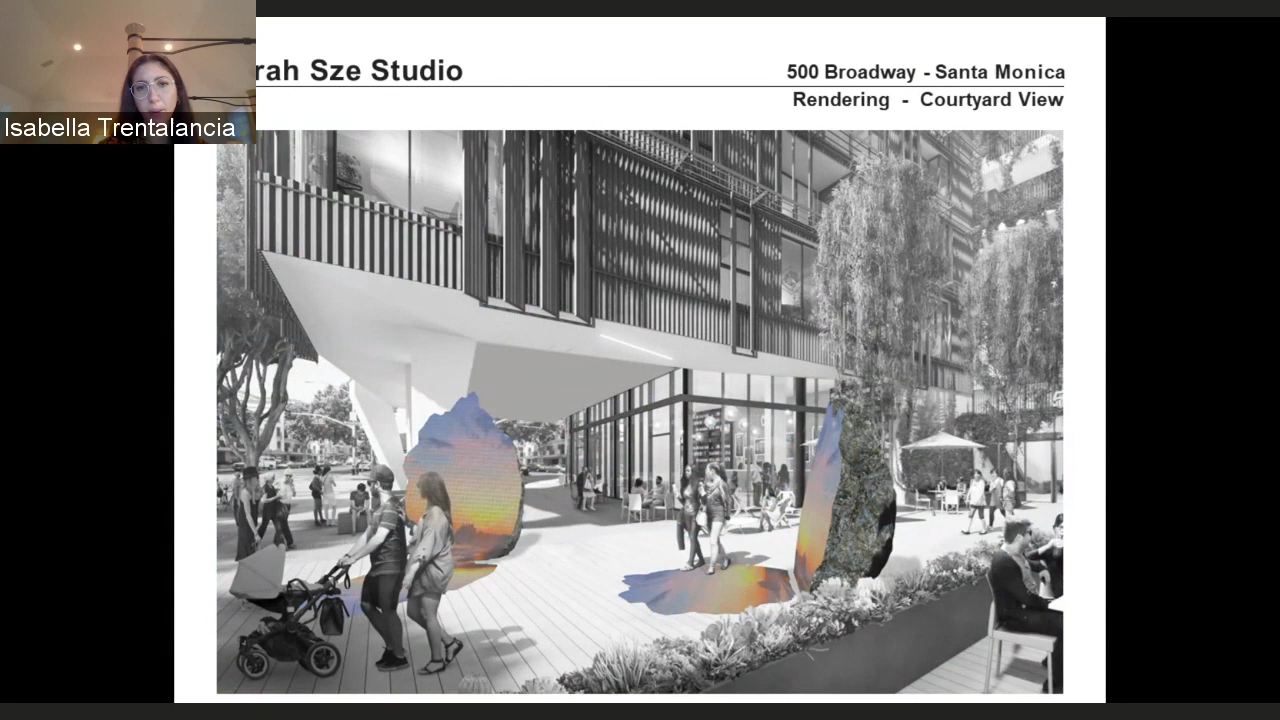 rah Sze Studio
500 Broadway - Santa Monica
Rendering - Courtyard View
Isabella Trentalancia